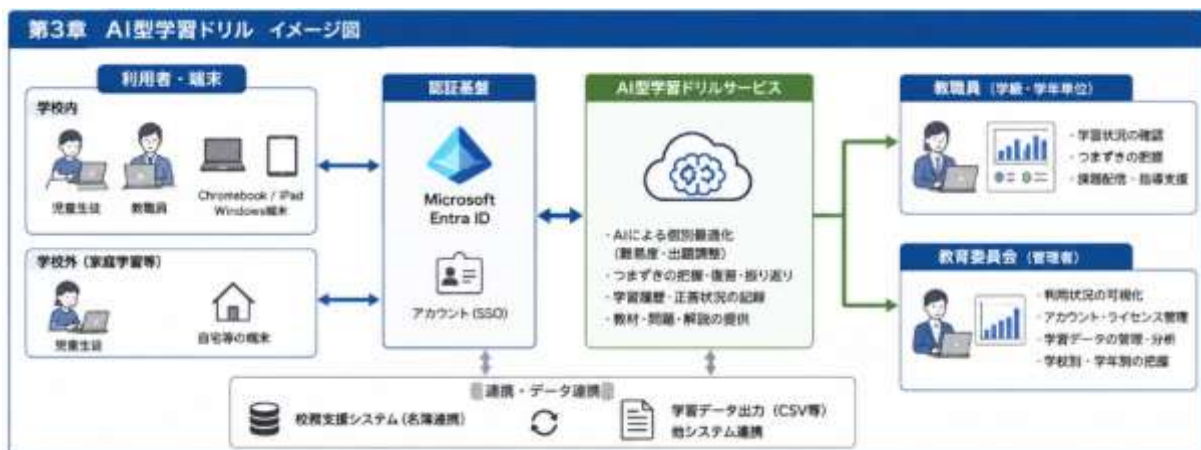 第3章 AI型学習ドリル イメージ図
利用者・端末
学校内
児童生徒
教職員
Chromebook / iPad
Windows端末
学校外（家庭学習等）
児童生徒
自宅等の端末
認証基盤
Microsoft
Entra ID
アカウント（SSO）
AI型学習ドリルサービス
・AIによる個別最適化
（難易度・出題調整）
・つまずきの把握・復習・振り返り
・学習履歴・正答状況の記録
・教材・問題・解説の提供
教職員（学級・学年単位）
・学習状況の確認
・つまずきの把握
・課題配信・指導支援
教育委員会（管理者）
・利用状況の可視化
・アカウント・ライセンス管理
・学習データの管理・分析
・学校別・学年別の把握
連携・データ連携
校務支援システム（名簿連携）
学習データ出力（CSV等）
他システム連携